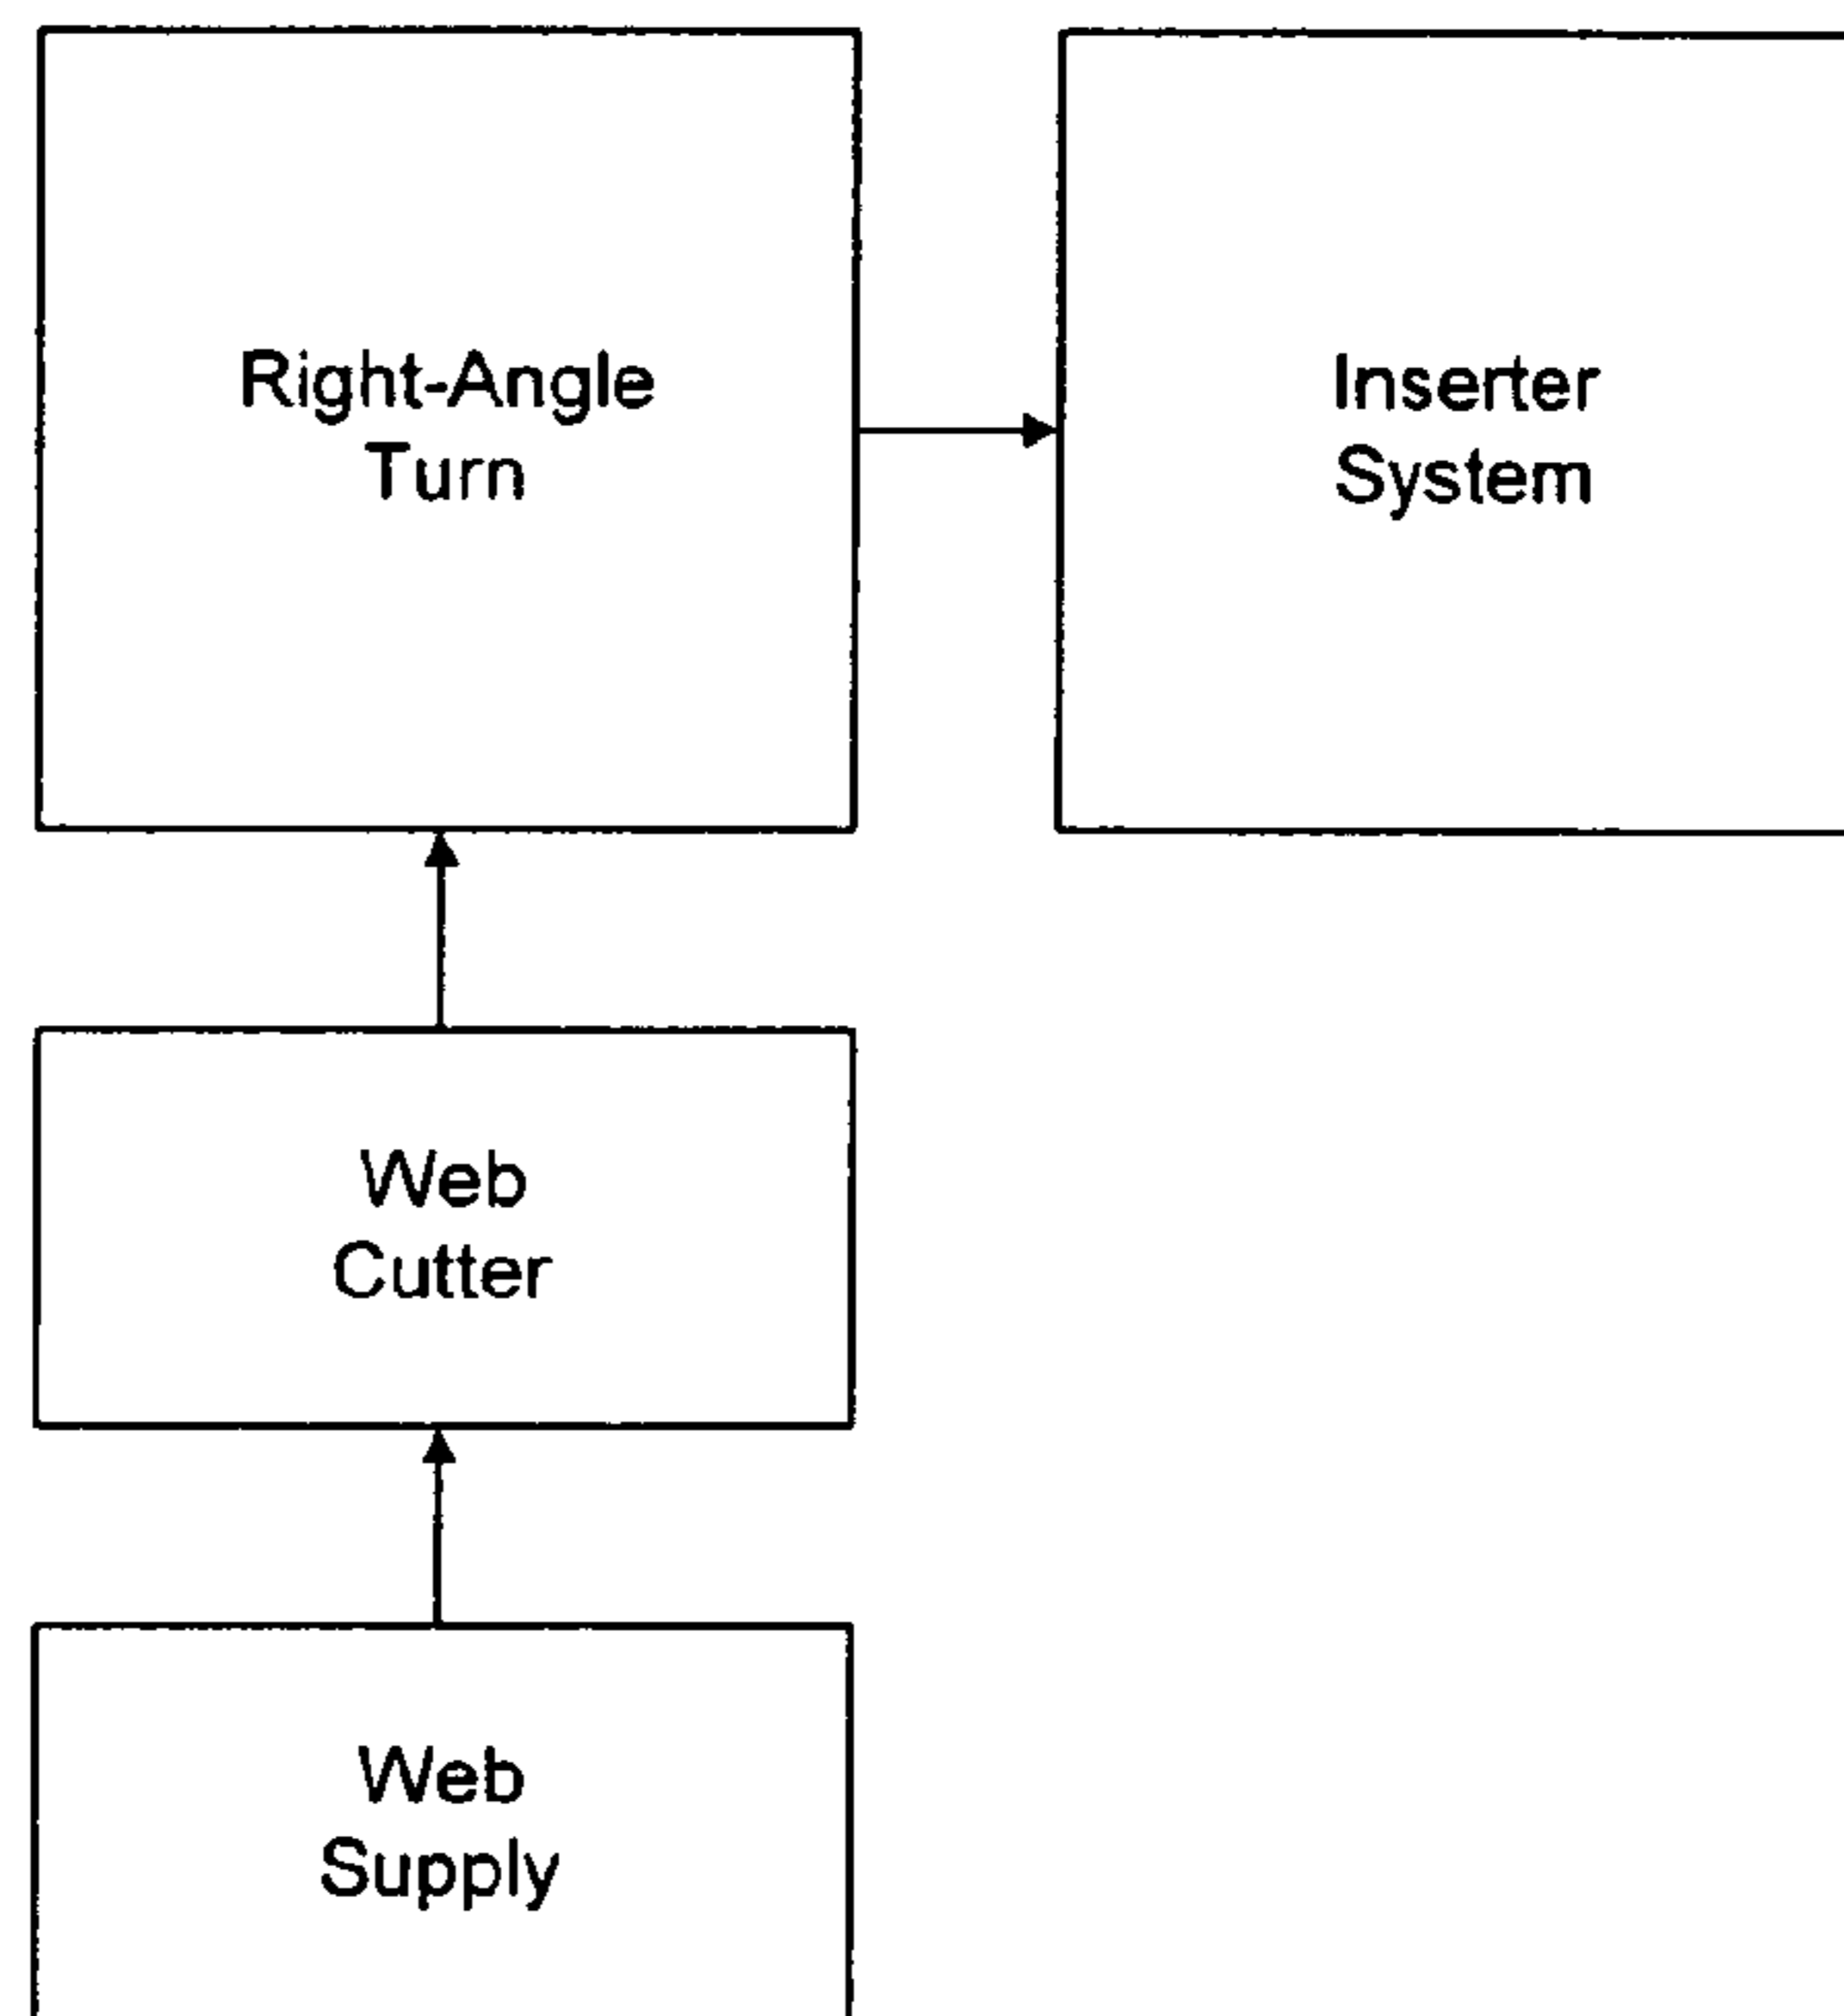 Right-Angle
Turn
Inserter
System
Web
Cutter
Web
Supply